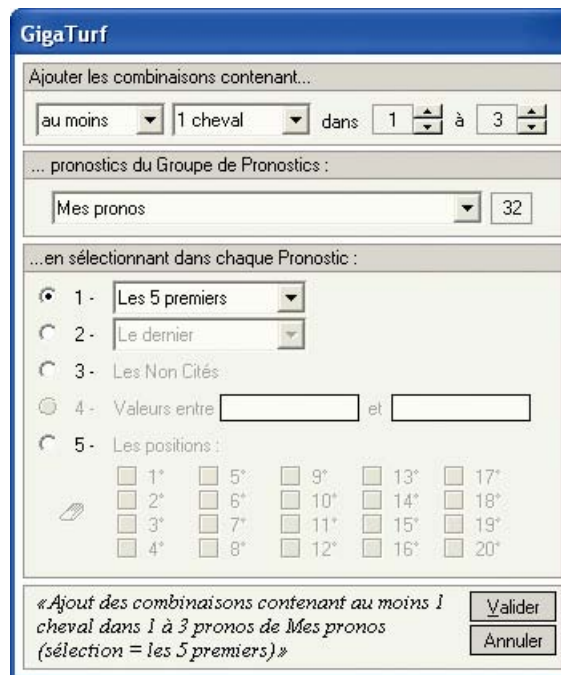 GigaTurf
Ajouter les combinaisons contenant...
au moins 1 cheval dans 1 à 3
... pronostics du Groupe de Pronostics :
Mes pronos 32
...en sélectionnant dans chaque Pronostic :
1 - Les 5 premiers
2 - Le dernier
3 - Les Non Cités
4 - Valeurs entre et
5 - Les positions :
1° 5° 9° 13° 17°
2° 6° 10° 14° 18°
3° 7° 11° 15° 19°
4° 8° 12° 16° 20°
«Ajout des combinaisons contenant au moins 1
cheval dans 1 à 3 pronos de Mes pronos
(sélection = les 5 premiers)»
Valider
Annuler